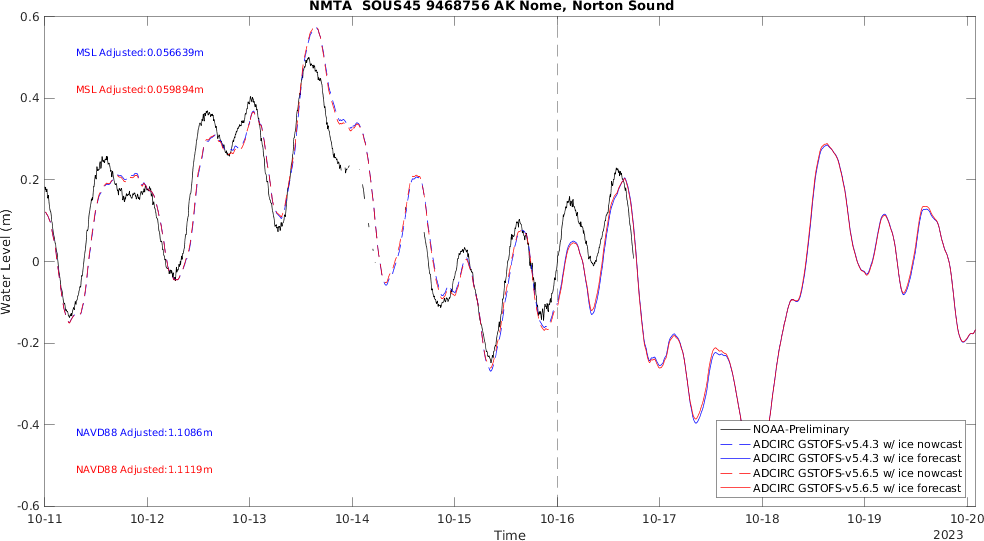 NMTA SOUS45 9468756 AK Nome, Norton Sound
0.6
0.4
0.2
0
-0.2
-0.4
-0.6
Water Level (m)
MSL Adjusted:0.056639m
MSL Adjusted:0.059894m
NAVD88 Adjusted:1.1086m
NAVD88 Adjusted:1.1119m
NOAA-Preliminary
ADCIRC GSTOFS-v5.4.3 w/ ice nowcast
ADCIRC GSTOFS-v5.4.3 w/ ice forecast
ADCIRC GSTOFS-v5.6.5 w/ ice nowcast
ADCIRC GSTOFS-v5.6.5 w/ ice forecast
10-11 10-12 10-13 10-14 10-15 10-16 10-17 10-18 10-19 10-20
Time
2023